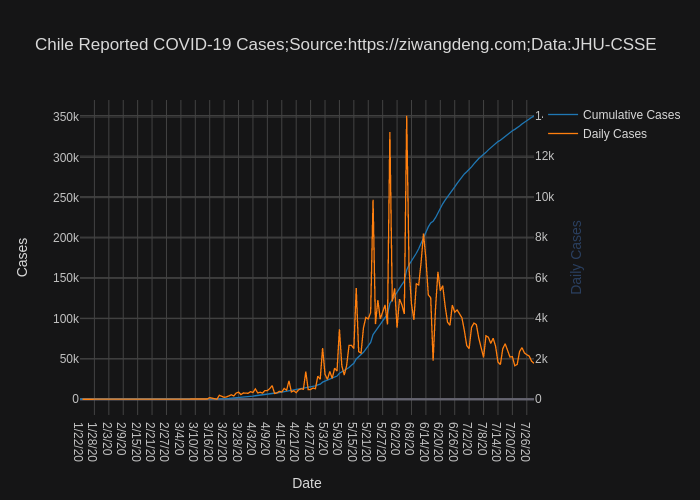 Chile Reported COVID-19 Cases;Source:https://ziwangdeng.com;Data:JHU-CSSE
350k
300k
250k
200k
150k
100k
50k
0
Cases
12k
10k
8k
6k
4k
2k
0
Daily Cases
Cumulative Cases
Daily Cases
1/22/20
1/28/20
2/3/20
2/9/20
2/15/20
2/21/20
2/27/20
3/4/20
3/10/20
3/16/20
3/22/20
3/28/20
4/3/20
4/9/20
4/15/20
4/21/20
4/27/20
5/3/20
5/9/20
5/15/20
5/21/20
5/27/20
6/2/20
6/8/20
6/14/20
6/20/20
6/26/20
7/2/20
7/8/20
7/14/20
7/20/20
7/26/20
Date